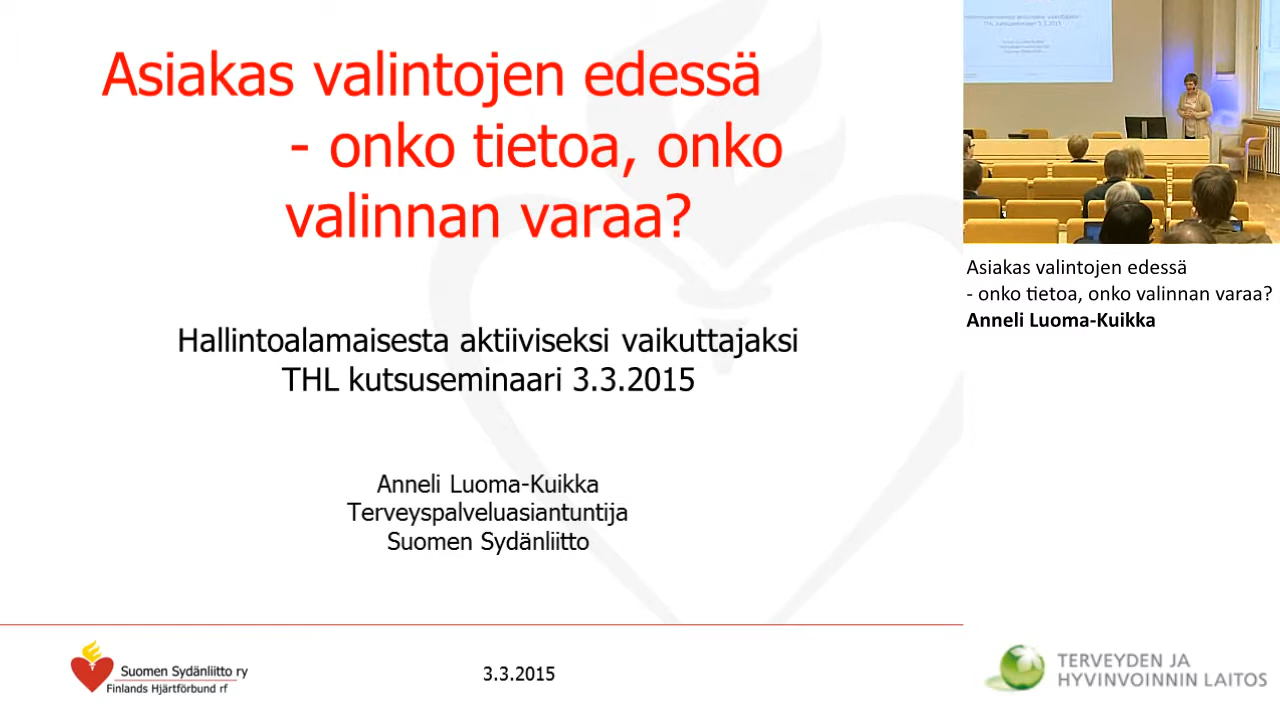 Asiakas valintojen edessä
- onko tietoa, onko
valinnan varaa?
Hallintoalamaisesta aktiiviseksi vaikuttajaksi
THL kutsuseminaari 3.3.2015
Anneli Luoma-Kuikka
Terveyspalveluasiantuntija
Suomen Sydänliitto
Suomen Sydänliitto ry
Finlands Hjärtförbund rf
3.3.2015
Asiakas valintojen edessä
- onko tietoa, onko valinnan varaa?
Anneli Luoma-Kuikka
TERVEYDEN JA
HYVINVOINNIN LAITOS